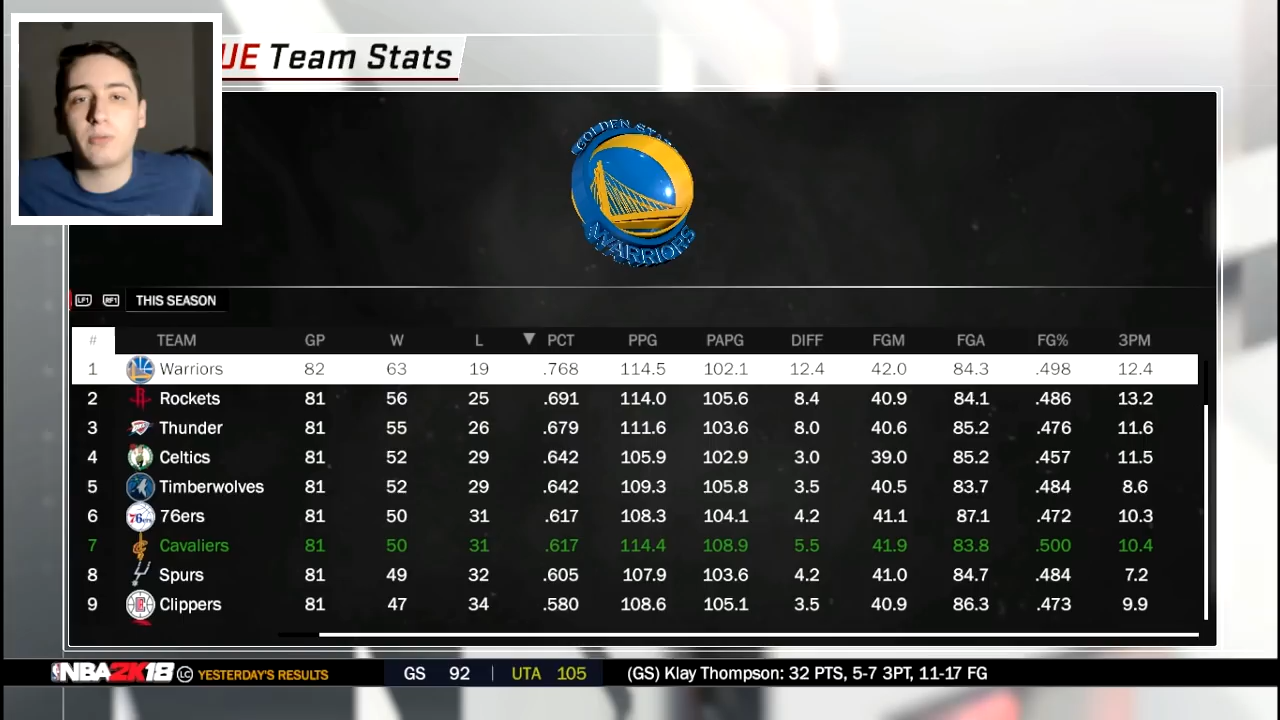 UE Team Stats
GOLDEN STA
WARRIORS
LF1 RF1 THIS SEASON
# TEAM GP W L PCT PPG PAPG DIFF FGM FGA FG% 3PM
1 Warriors 82 63 19 .768 114.5 102.1 12.4 42.0 84.3 .498 12.4
2 Rockets 81 56 25 .691 114.0 105.6 8.4 40.9 84.1 .486 13.2
3 Thunder 81 55 26 .679 111.6 103.6 8.0 40.6 85.2 .476 11.6
4 Celtics 81 52 29 .642 105.9 102.9 3.0 39.0 85.2 .457 11.5
5 Timberwolves 81 52 29 .642 109.3 105.8 3.5 40.5 83.7 .484 8.6
6 76ers 81 50 31 .617 108.3 104.1 4.2 41.1 87.1 .472 10.3
7 Cavaliers 81 50 31 .617 114.4 108.9 5.5 41.9 83.8 .500 10.4
8 Spurs 81 49 32 .605 107.9 103.6 4.2 41.0 84.7 .484 7.2
9 Clippers 81 47 34 .580 108.6 105.1 3.5 40.9 86.3 .473 9.9
NBA2K18 LC YESTERDAY'S RESULTS GS 92 UTA 105 (GS) Klay Thompson: 32 PTS, 5-7 3PT, 11-17 FG